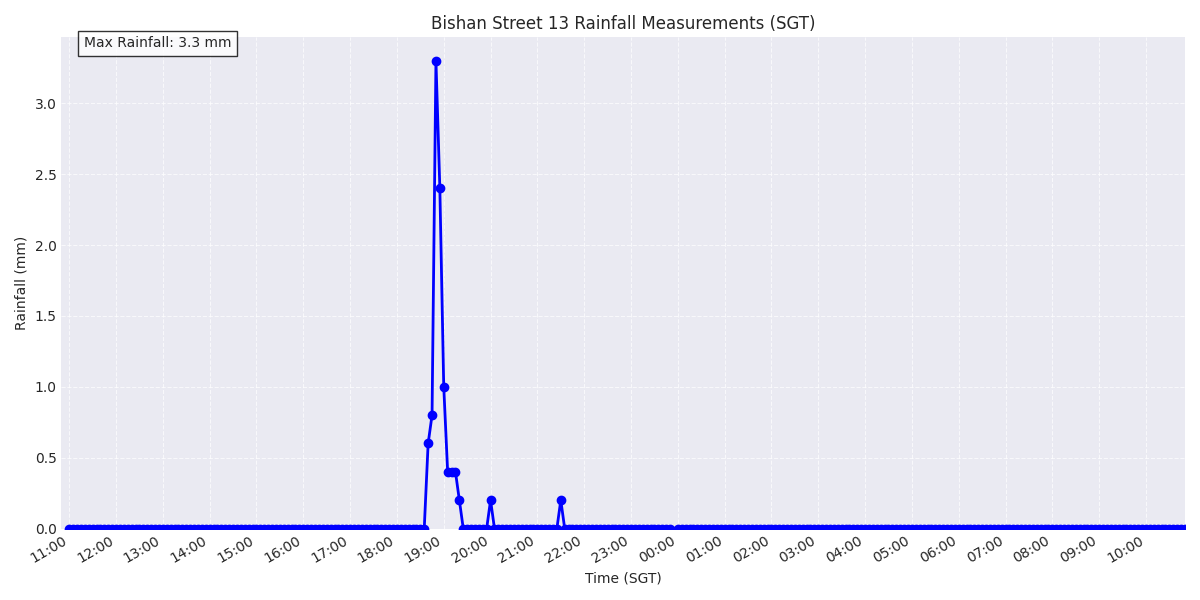 Bishan Street 13 Rainfall Measurements (SGT)
Max Rainfall: 3.3 mm
3.0
2.5
2.0
1.5
1.0
0.5
0.0
Rainfall (mm)
11:00 12:00 13:00 14:00 15:00 16:00 17:00 18:00 19:00 20:00 21:00 22:00 23:00 00:00 01:00 02:00 03:00 04:00 05:00 06:00 07:00 08:00 09:00 10:00
Time (SGT)